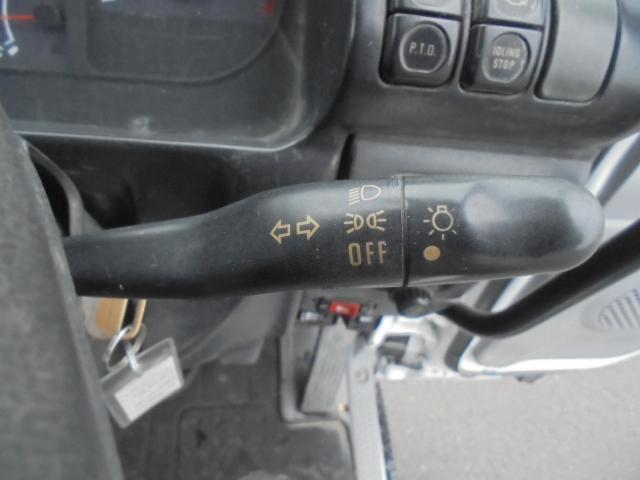 P.T.O.
IDLING
STOP
OFF